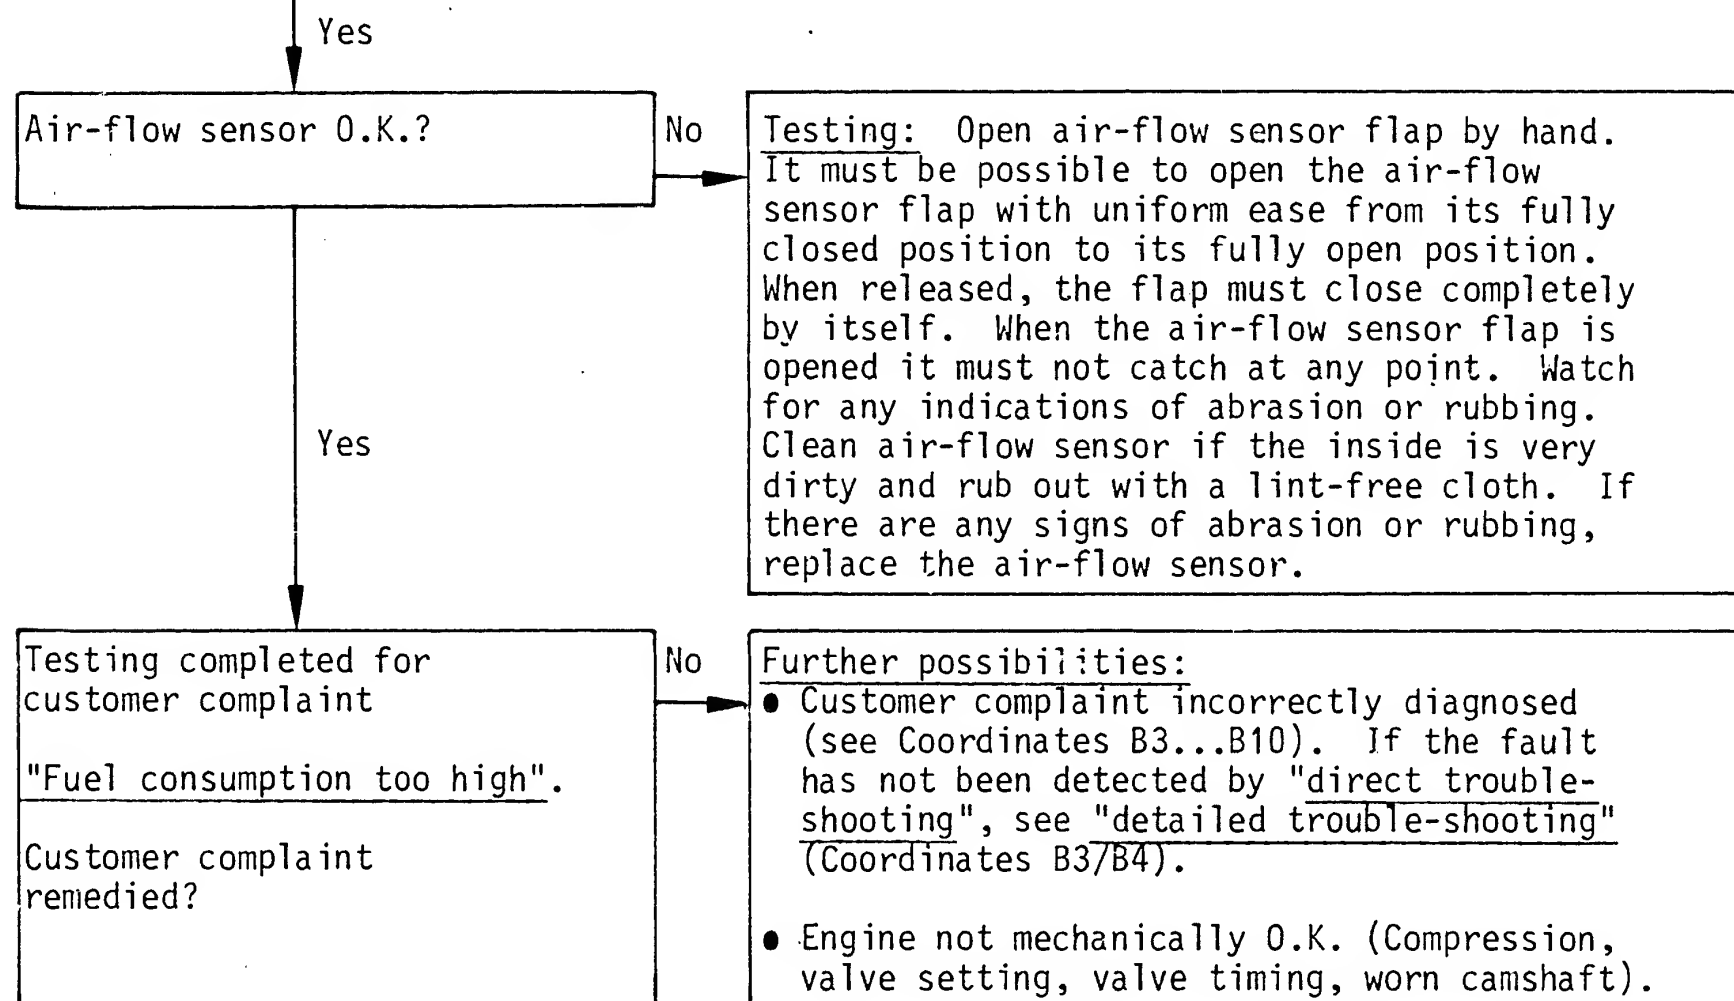 Yes
Air-flow sensor O.K.?
No
Testing: Open air-flow sensor flap by hand.
It must be possible to open the air-flow
sensor flap with uniform ease from its fully
closed position to its fully open position.
When released, the flap must close completely
by itself. When the air-flow sensor flap is
opened it must not catch at any point. Watch
for any indications of abrasion or rubbing.
Clean air-flow sensor if the inside is very
dirty and rub out with a lint-free cloth. If
there are any signs of abrasion or rubbing,
replace the air-flow sensor.
Yes
Testing completed for
customer complaint
"Fuel consumption too high".
Customer complaint
remedied?
No
Further possibilities:
● Customer complaint incorrectly diagnosed
(see Coordinates B3...B10). If the fault
has not been detected by "direct trouble-
shooting", see "detailed trouble-shooting"
(Coordinates B3/B4).
● Engine not mechanically O.K. (Compression,
valve setting, valve timing, worn camshaft).